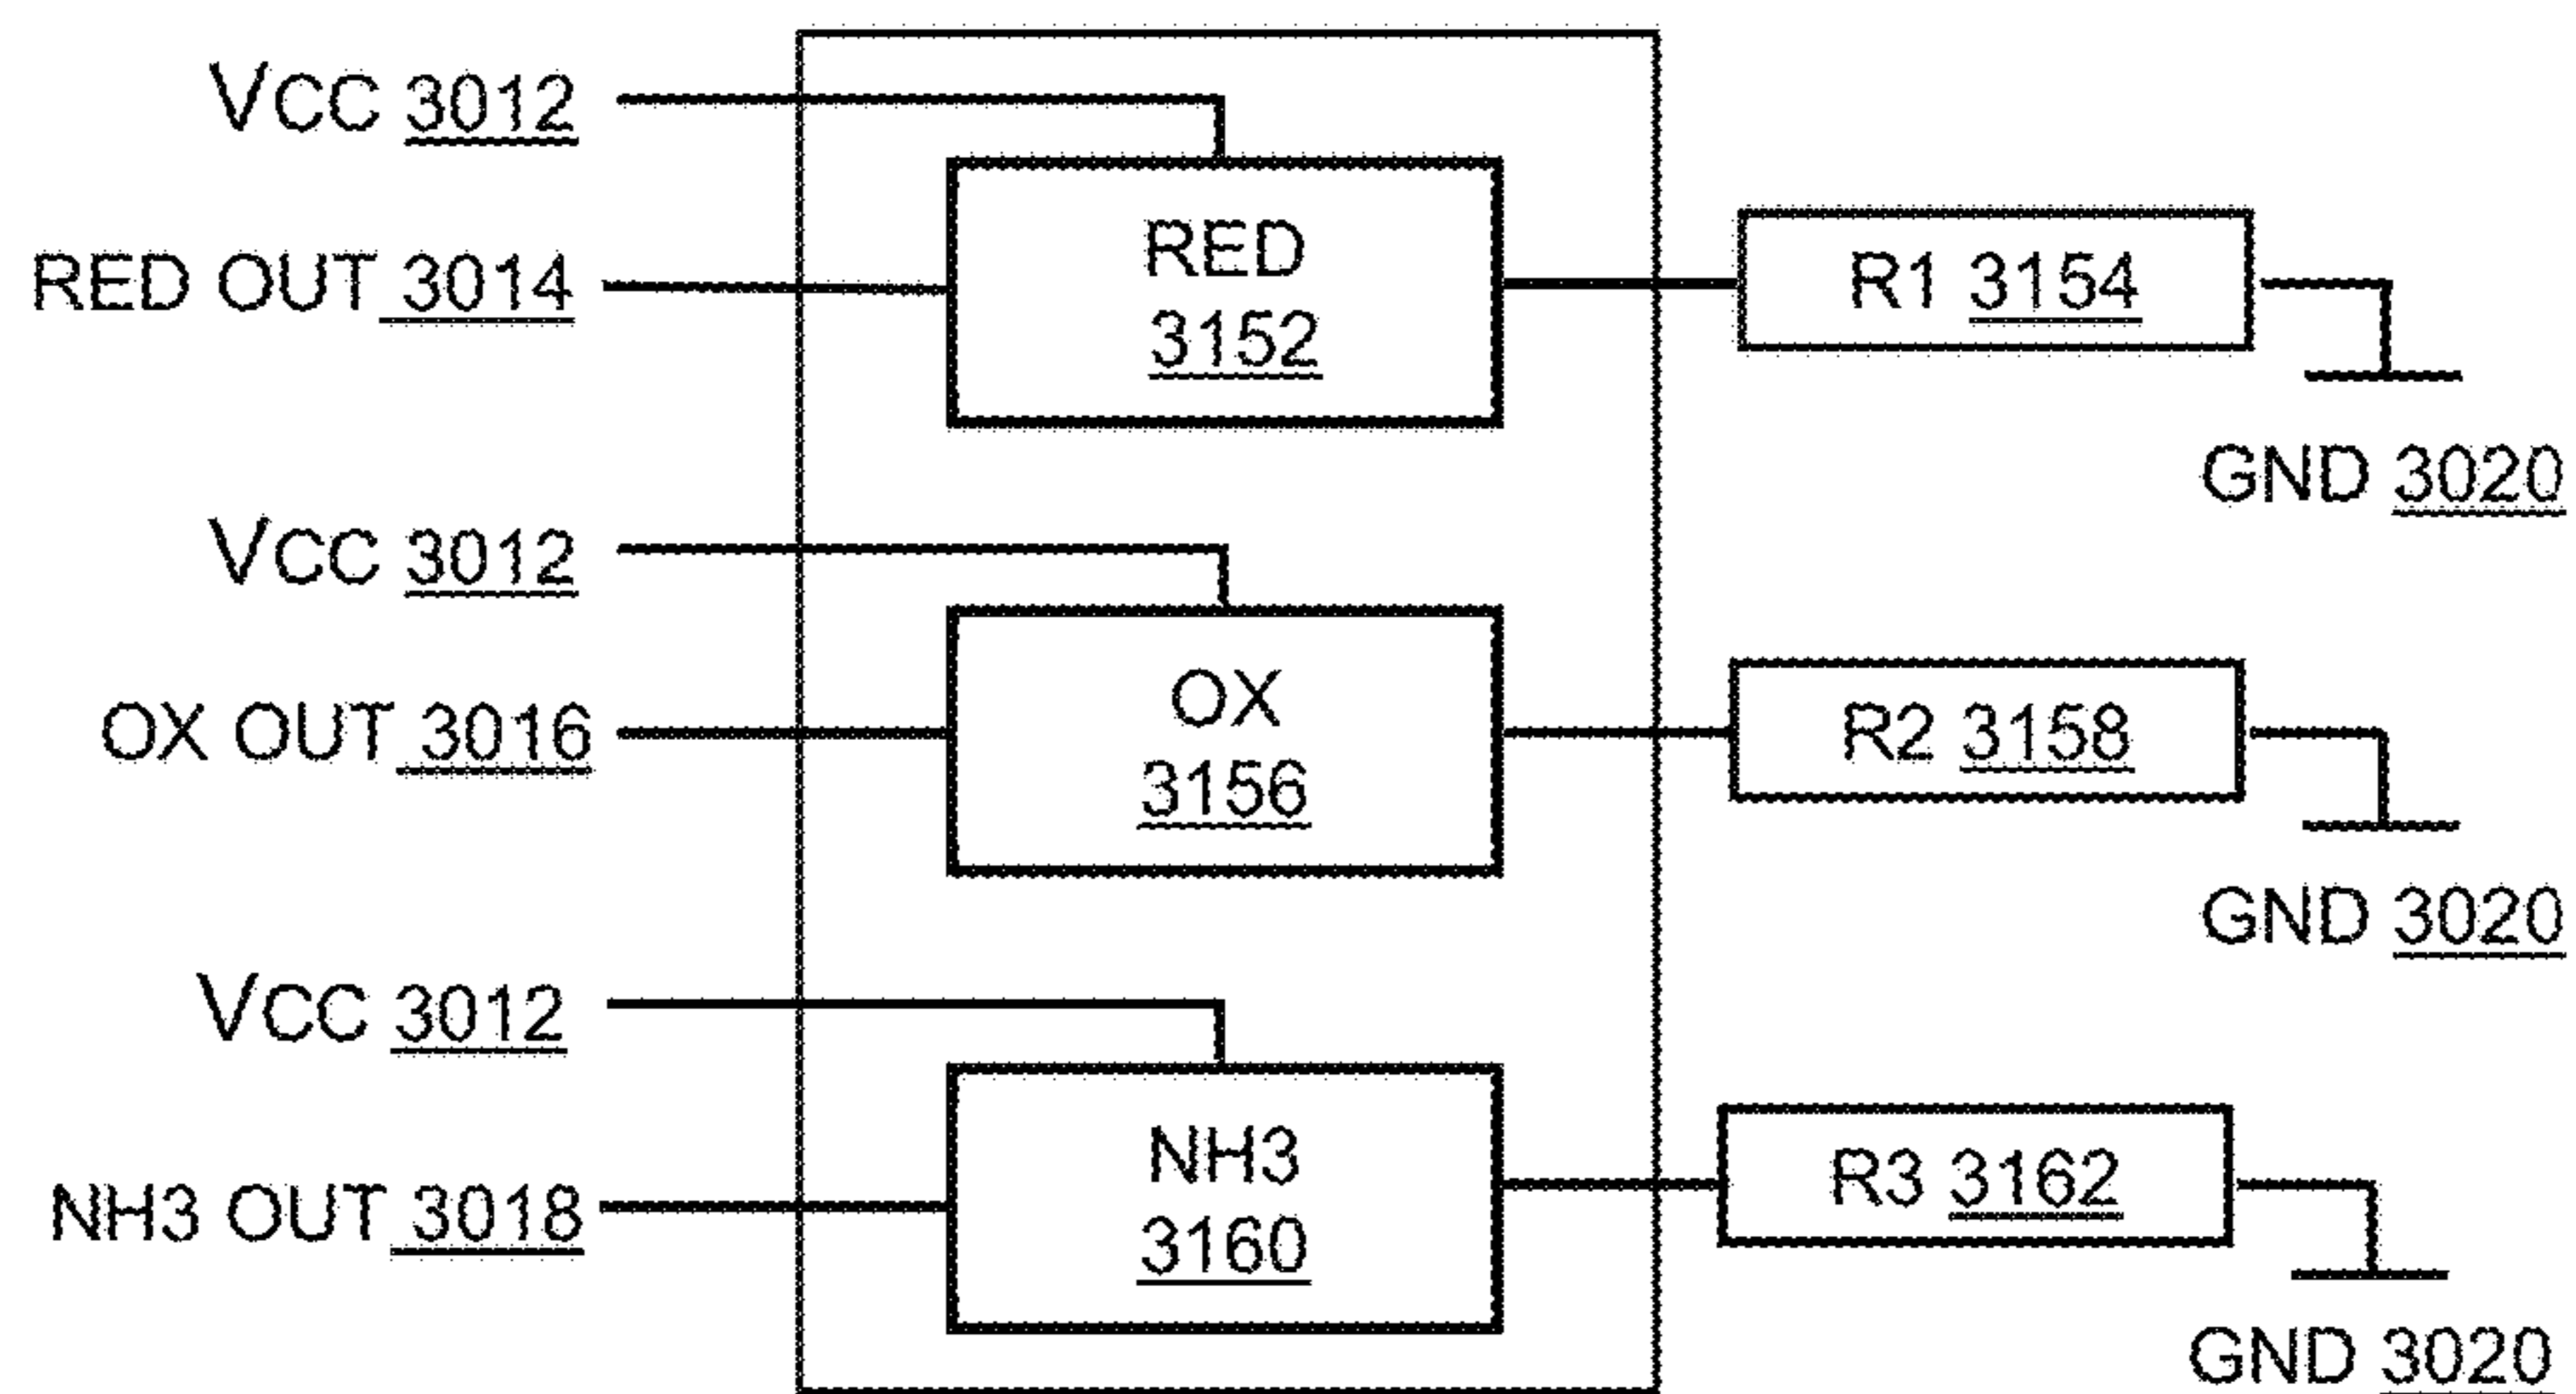 VCC 3012
RED OUT 3014
RED
3152
R1 3154
GND 3020
VCC 3012
OX OUT 3016
OX
3156
R2 3158
GND 3020
VCC 3012
NH3 OUT 3018
NH3
3160
R3 3162
GND 3020